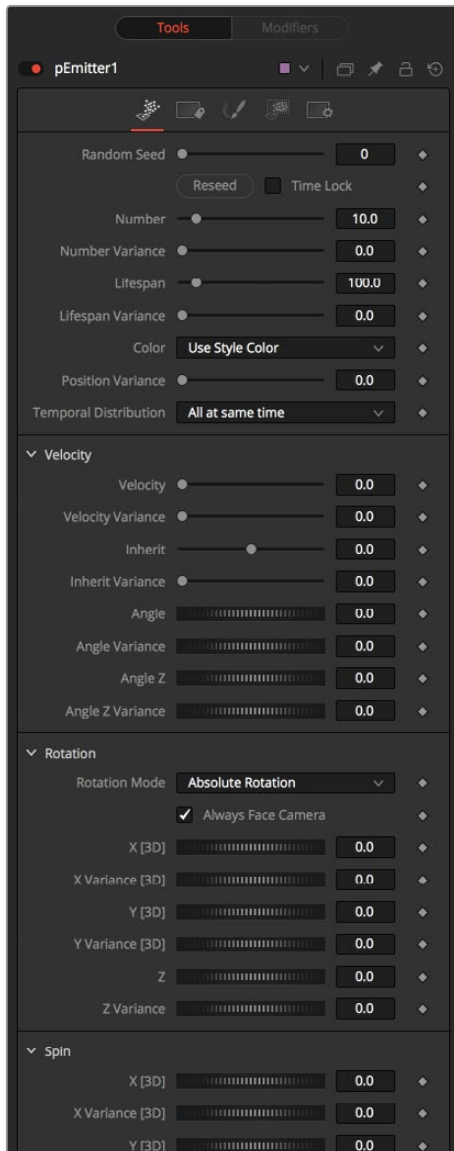 Tools Modifiers
pEmitter1
Random Seed 0
Reseed Time Lock
Number 10.0
Number Variance 0.0
Lifespan 100.0
Lifespan Variance 0.0
Color Use Style Color
Position Variance 0.0
Temporal Distribution All at same time
Velocity
Velocity 0.0
Velocity Variance 0.0
Inherit 0.0
Inherit Variance 0.0
Angle 0.0
Angle Variance 0.0
Angle Z 0.0
Angle Z Variance 0.0
Rotation
Rotation Mode Absolute Rotation
Always Face Camera
X [3D] 0.0
X Variance [3D] 0.0
Y [3D] 0.0
Y Variance [3D] 0.0
Z 0.0
Z Variance 0.0
Spin
X [3D] 0.0
X Variance [3D] 0.0
Y [3D] 0.0